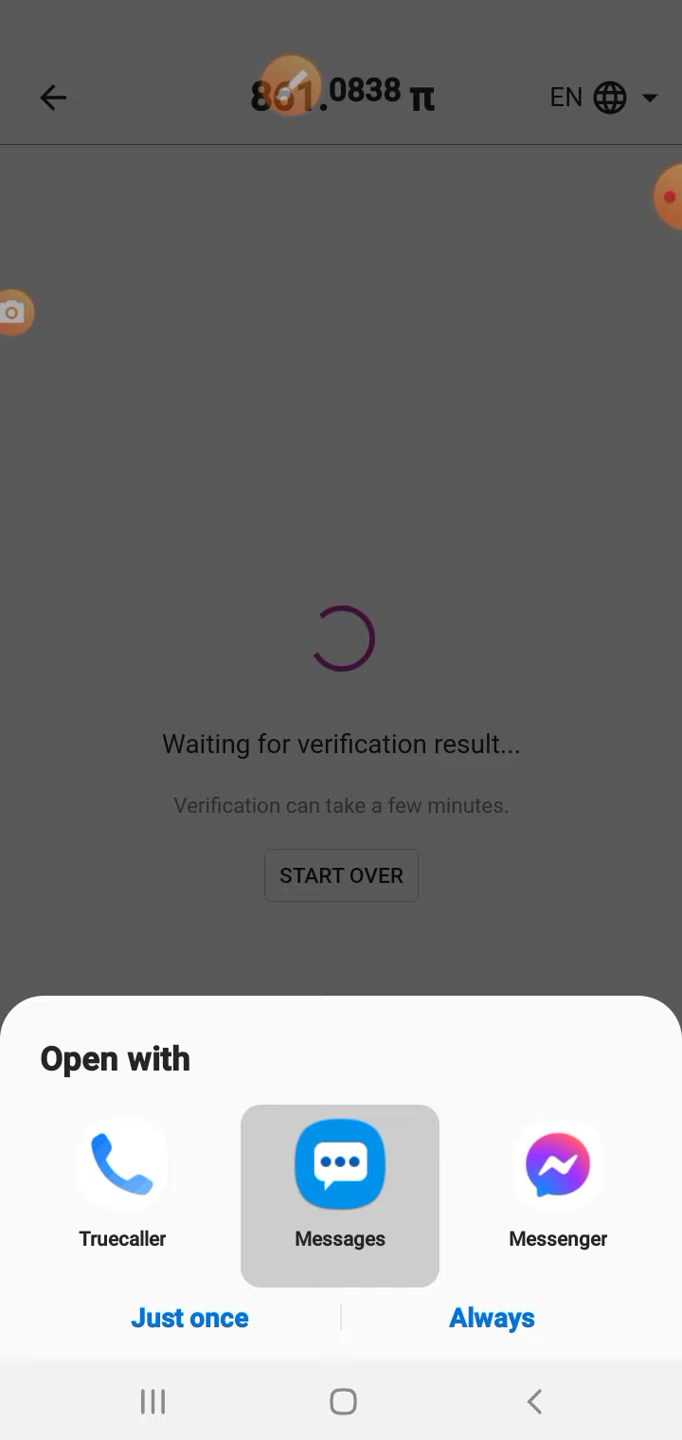 861.0838 π
EN
Waiting for verification result...
Verification can take a few minutes.
START OVER
Open with
Truecaller
Messages
Messenger
Just once
Always